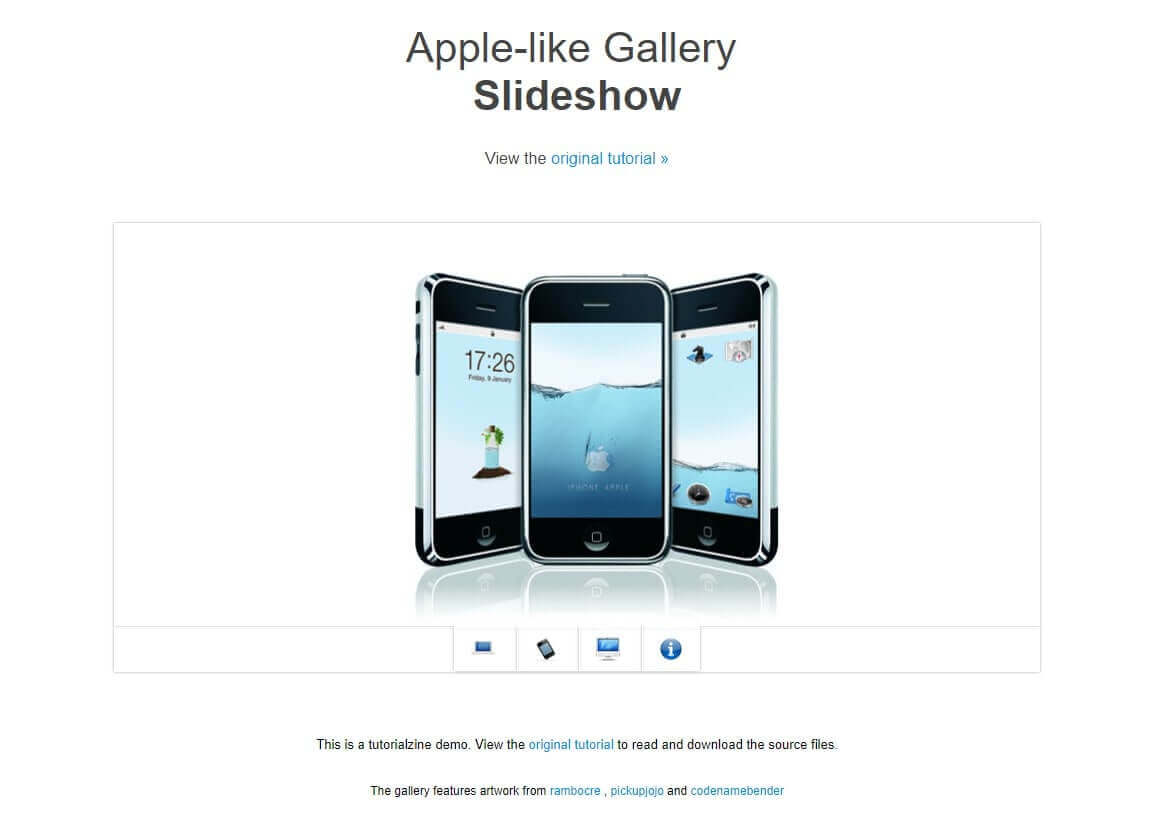 Apple-like Gallery
Slideshow
View the original tutorial »
17:26
Friday, 9 January
IPHONE APPLE
This is a tutorialzine demo. View the original tutorial to read and download the source files.
The gallery features artwork from rambocre , pickupjojo and codenamebender